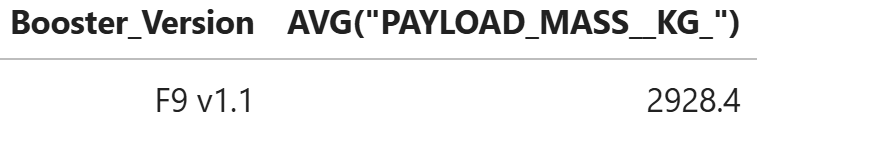 Booster_Version AVG("PAYLOAD_MASS__KG_")
F9 v1.1 2928.4